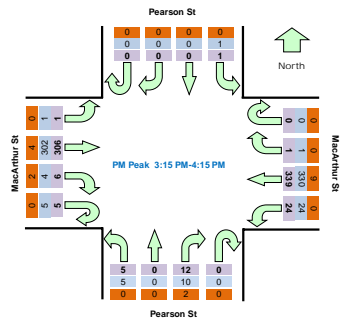 Pearson St
0 0 0 0
0 0 0 1
0 0 0 1
North
MacArthur St
0 1 1
4 302 306
2 4 6
0 5 5
PM Peak 3:15 PM-4:15 PM
0 0 0
1 1 0
339 330 9
24 24 0
MacArthur St
5 0 12 0
5 0 10 0
0 0 2 0
Pearson St